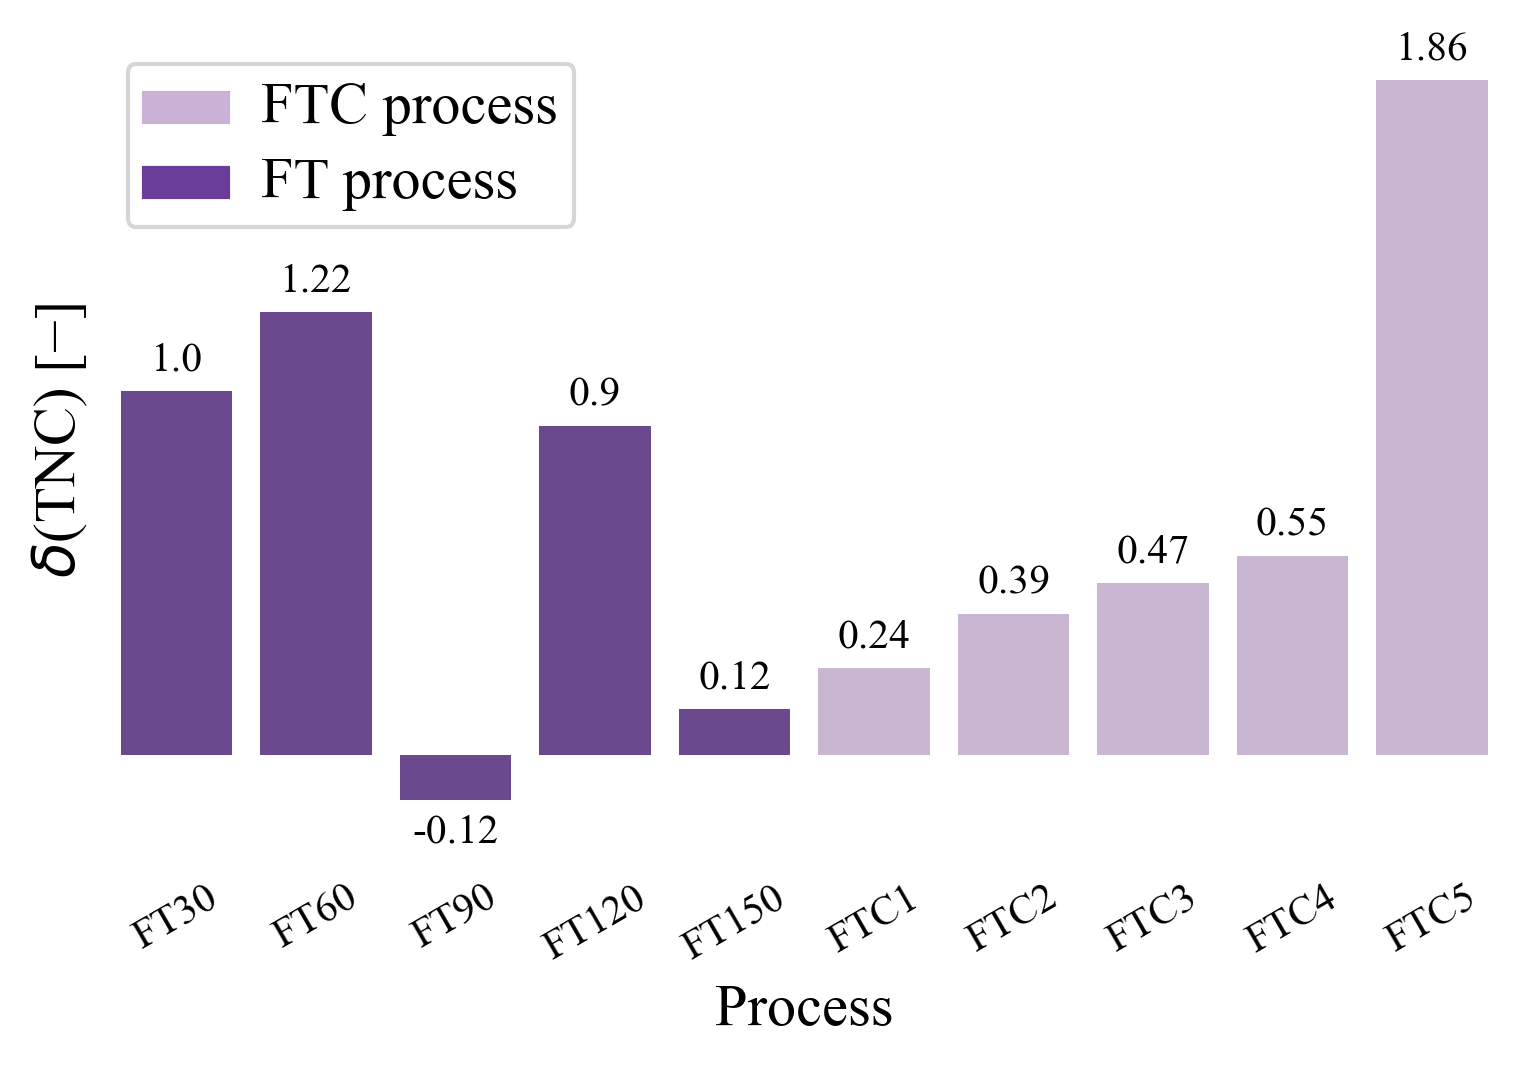 FTC process
FT process
δ(TNC) [−]
1.0
1.22
-0.12
0.9
0.12
0.24
0.39
0.47
0.55
1.86
FT30
FT60
FT90
FT120
FT150
FTC1
FTC2
FTC3
FTC4
FTC5
Process